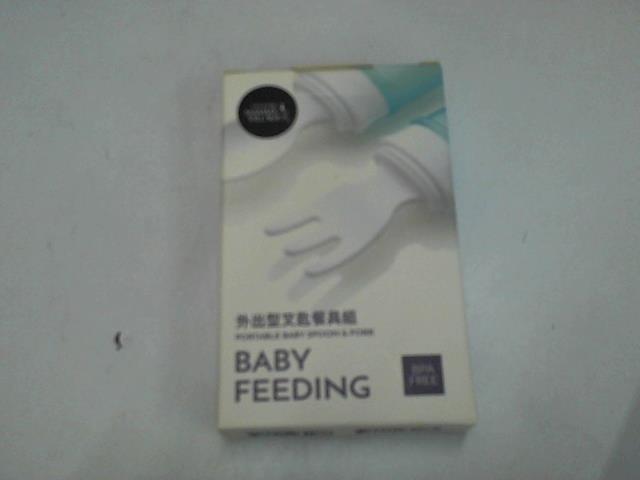 外出型叉匙餐具組
PORTABLE BABY SPOON & FORK
BABY
FEEDING
BPA
FREE